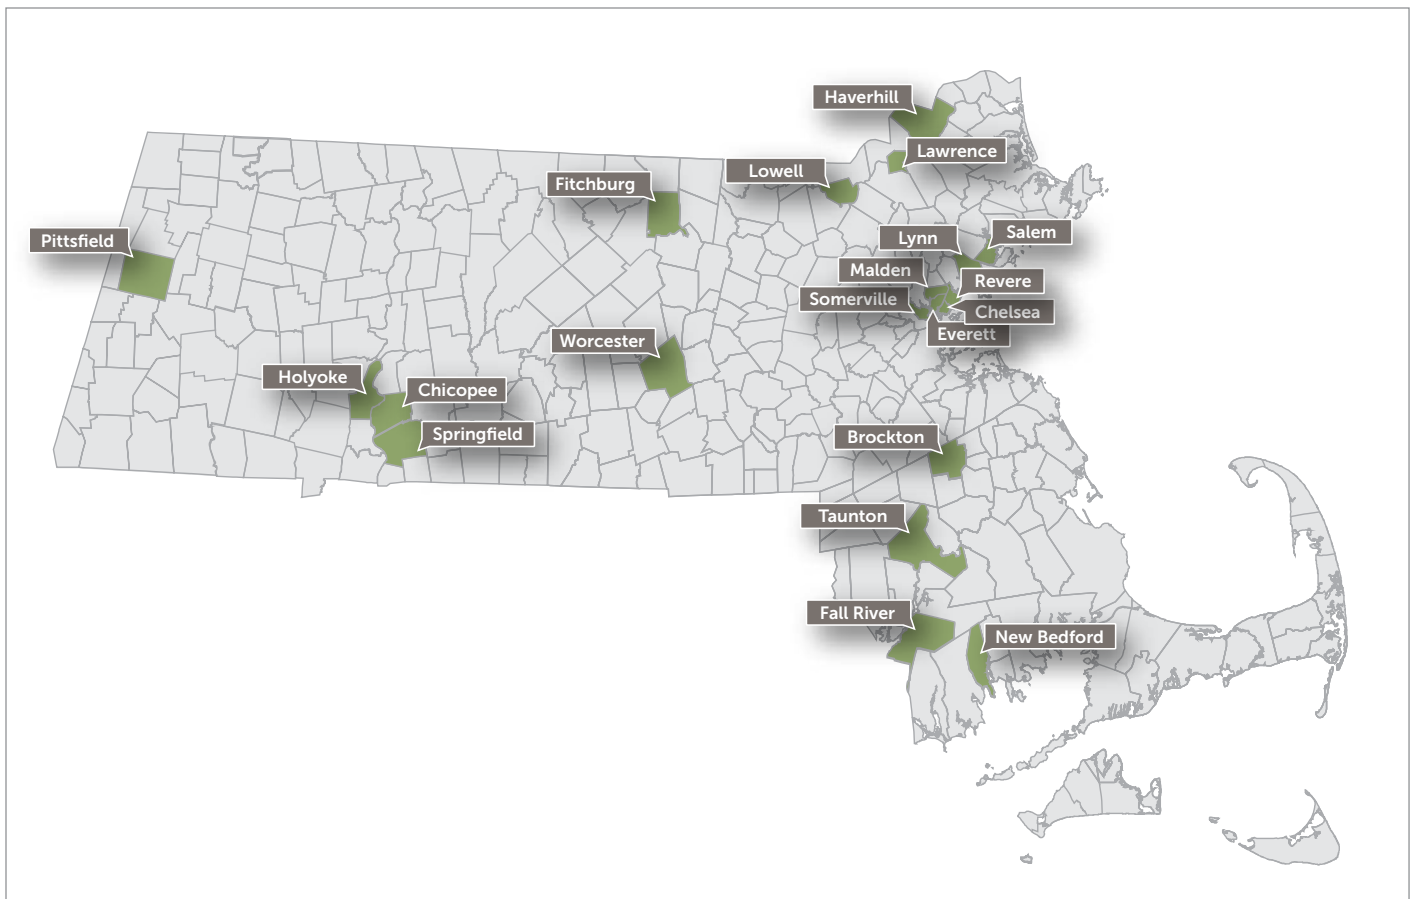 Haverhill
Lawrence
Lowell
Fitchburg
Salem
Lynn
Pittsfield
Malden
Revere
Somerville
Chelsea
Everett
Worcester
Holyoke
Chicopee
Springfield
Brockton
Taunton
Fall River
New Bedford